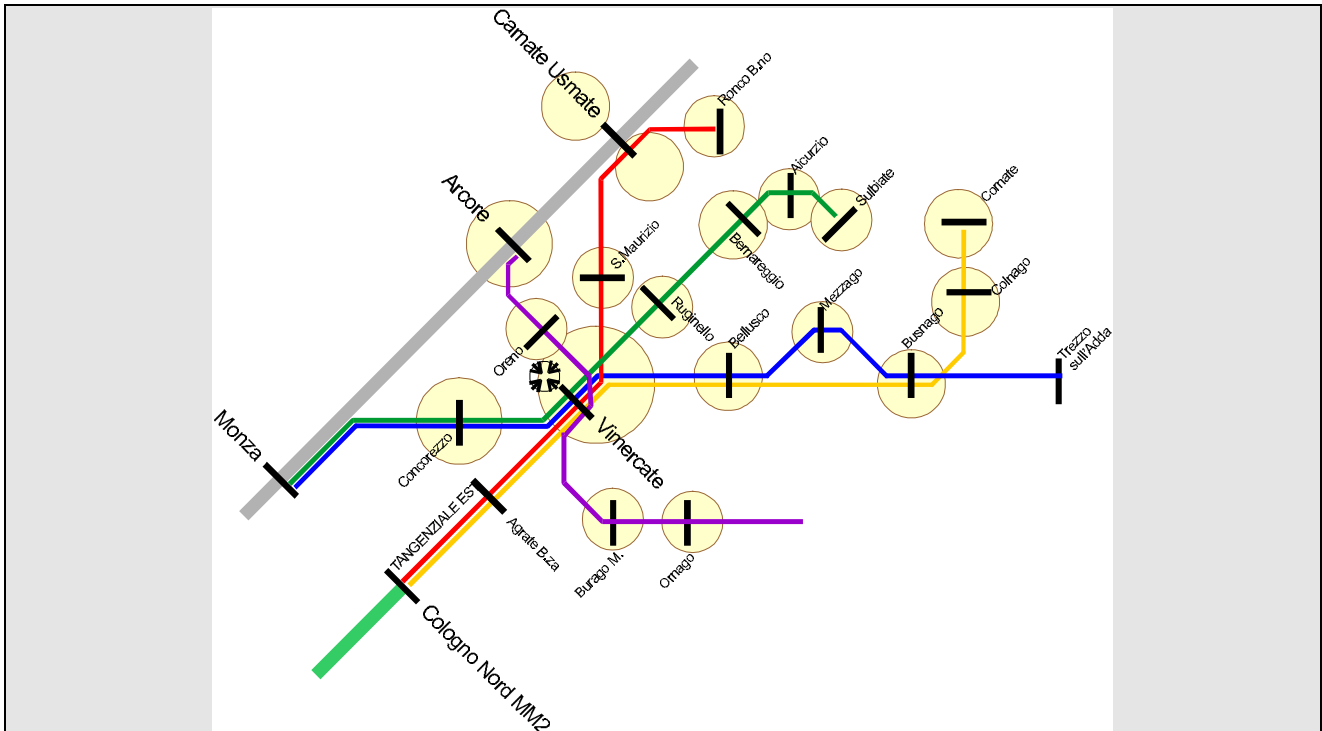 Carnate Usmate
Ronco B.no
Aicurzio
Arcore
Sulbiate
Cornate
S.Maurizio
Bernareggio
Colnago
Mezzago
Ruginello
Bellusco
Busnago
Trezzo
sull'Adda
Oreno
Monza
Concorezzo
Vimercate
TANGENZIALE EST
Agrate B.za
Burago M.
Ornago
Cologno Nord MM2